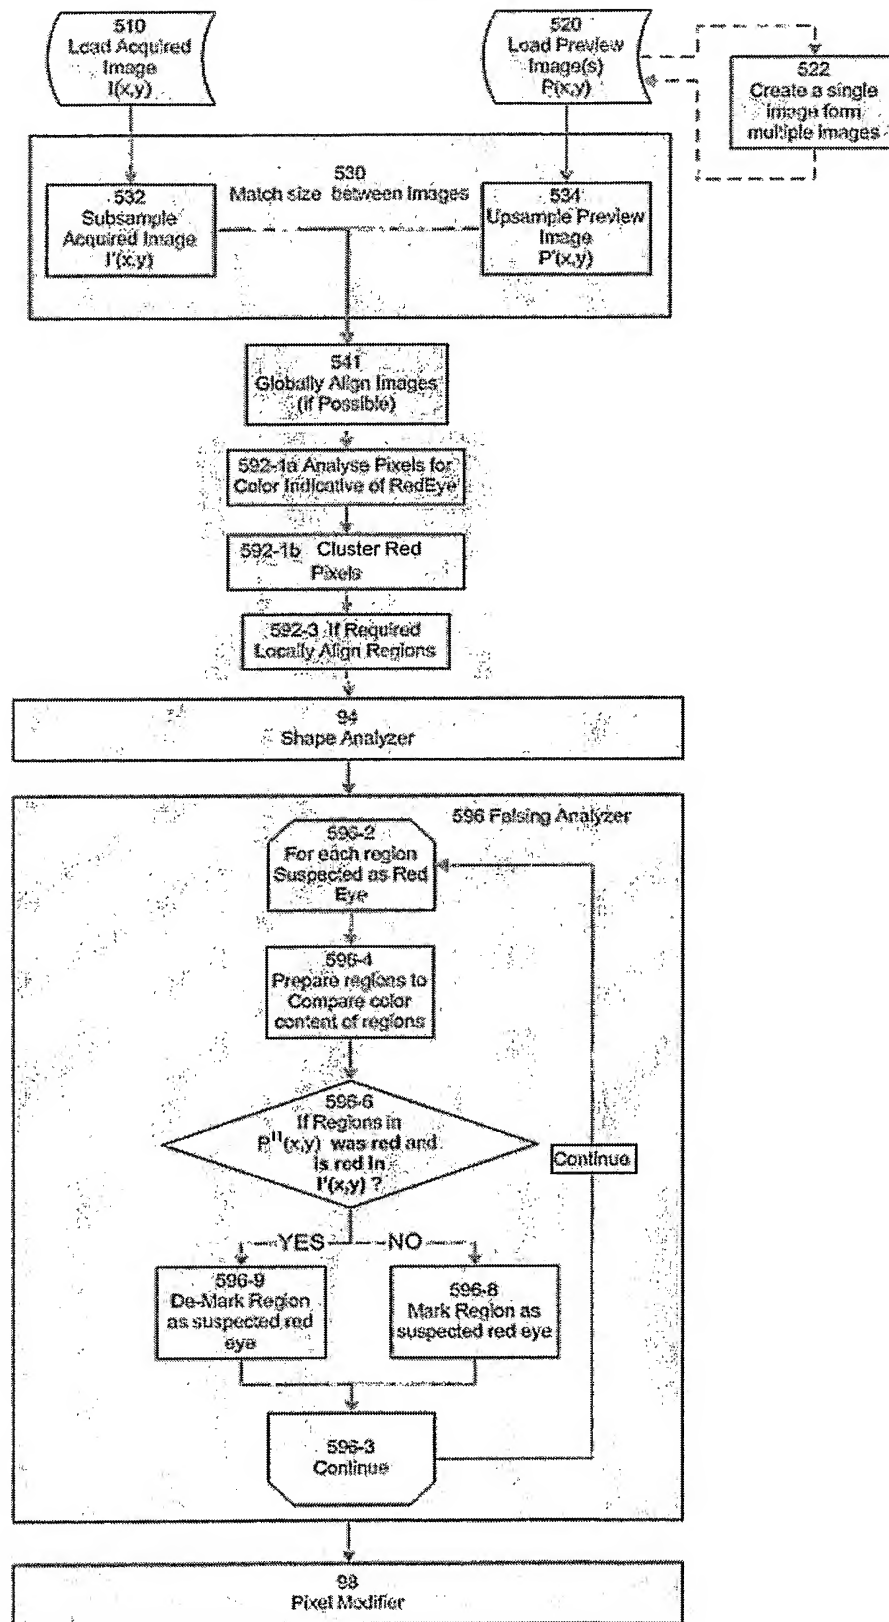 510
Load Acquired
Image
I(x,y)
520
Load Preview
Image(s)
P(x,y)
522
Create a single
image form
multiple images
530
Match size between Images
532
Subsample
Acquired Image
I'(x,y)
534
Upsample Preview
Image
P'(x,y)
541
Globally Align Images
(if Possible)
592-1a Analyse Pixels for
Color Indicative of RedEye
592-1b Cluster Red
Pixels
592-3 If Required
Locally Align Regions
94
Shape Analyzer
596 Falsing Analyzer
596-2
For each region
Suspected as Red
Eye
596-4
Prepare regions to
Compare color
content of regions
596-6
If Regions in
P"(x,y) was red and
is red in
I'(x,y) ?
Continue
YES
NO
596-9
De-Mark Region
as suspected red
eye
596-8
Mark Region as
suspected red eye
596-3
Continue
98
Pixel Modifier